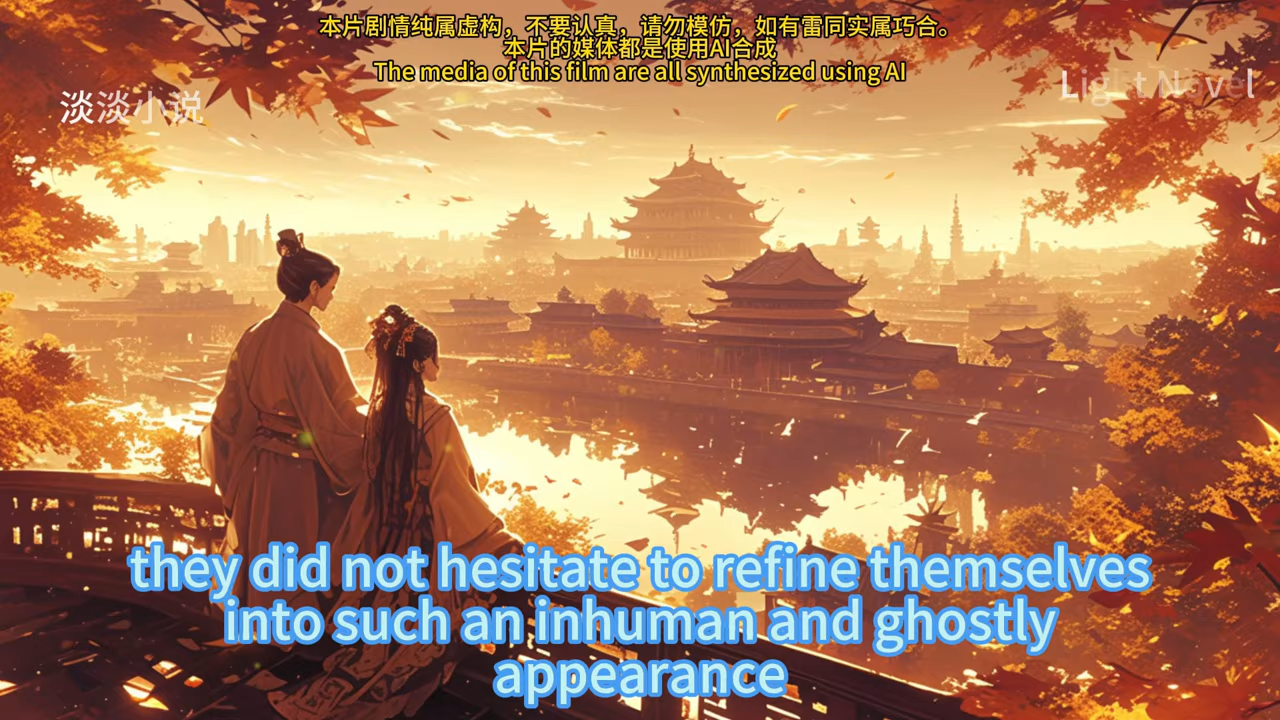 本片剧情纯属虚构，不要认真，请勿模仿，如有雷同实属巧合。
本片的媒体都是使用AI合成
The media of this film are all synthesized using AI
淡淡小说
Light Novel
they did not hesitate to refine themselves
into such an inhuman and ghostly
appearance